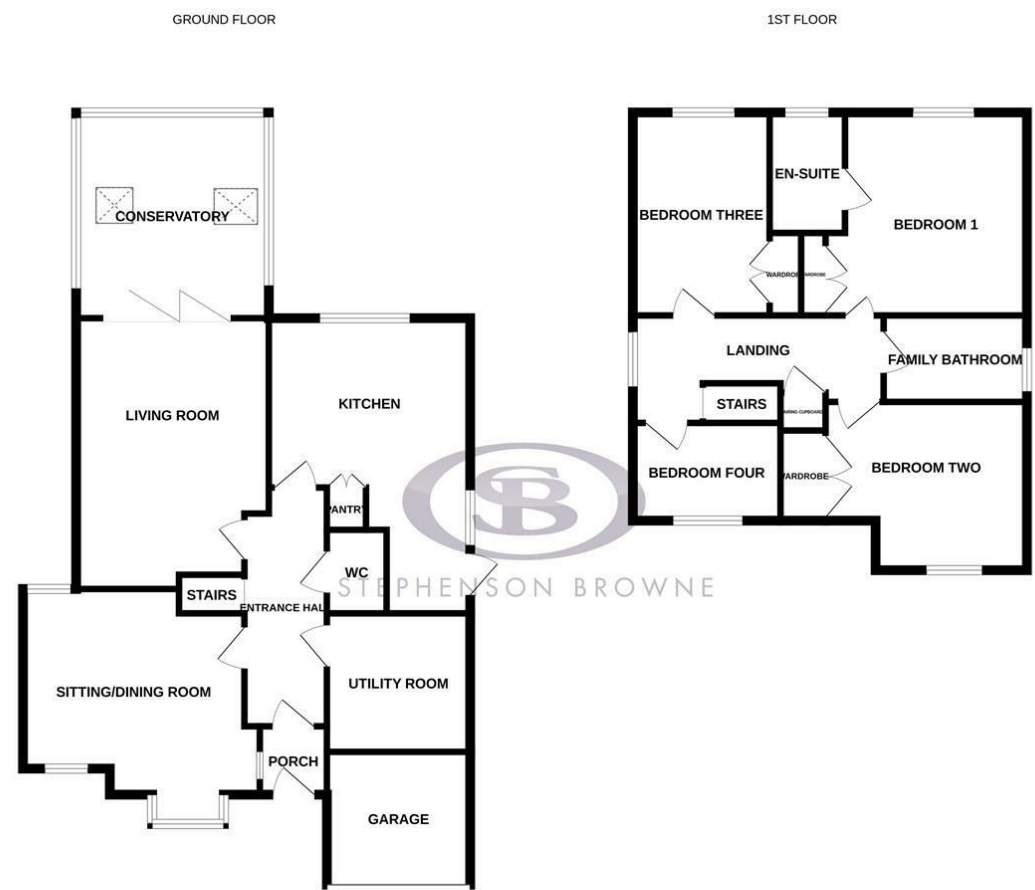 GROUND FLOOR
1ST FLOOR
CONSERVATORY
LIVING ROOM
KITCHEN
PANTRY
WC
STAIRS
ENTRANCE HALL
SITTING/DINING ROOM
UTILITY ROOM
PORCH
GARAGE
BEDROOM THREE
EN-SUITE
BEDROOM 1
WARDROBE
WARDROBE
LANDING
FAMILY BATHROOM
STAIRS
AIRING CUPBOARD
BEDROOM FOUR
WARDROBE
BEDROOM TWO
SB
STEPHENSON BROWNE